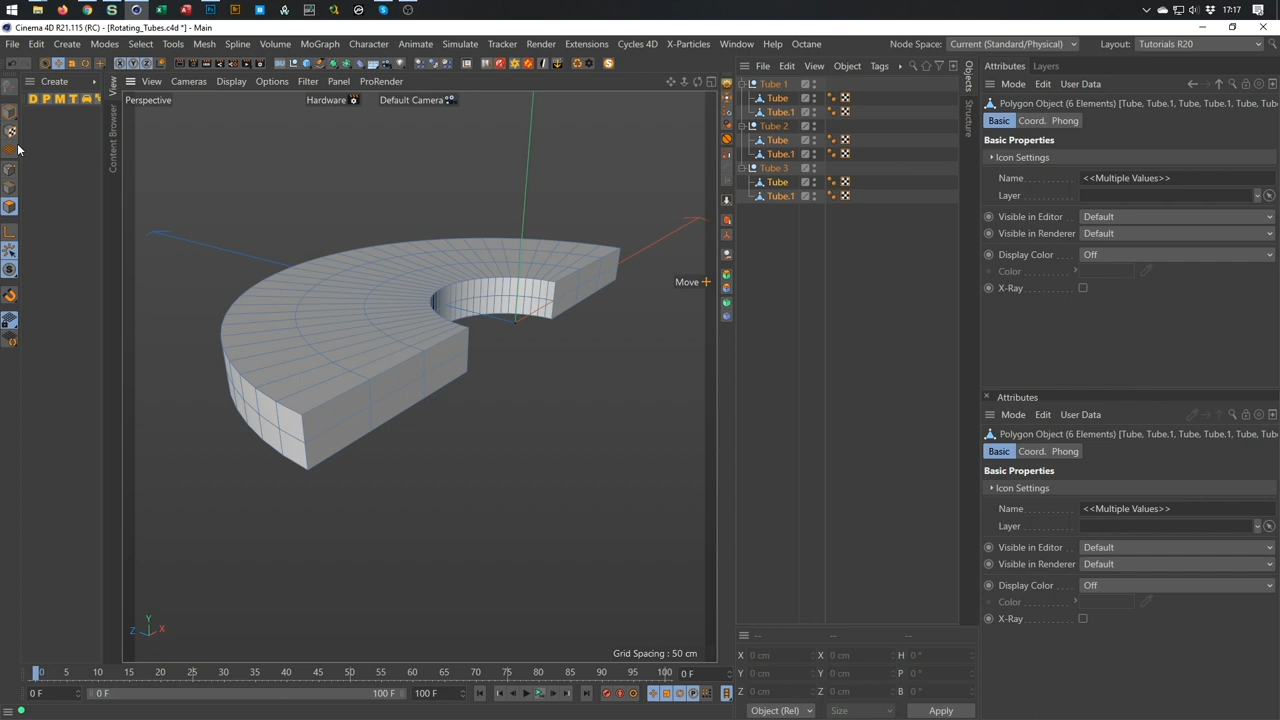 17:17
Cinema 4D R21.115 (RC) - [Rotating_Tubes.c4d *] - Main
File Edit Create Modes Select Tools Mesh Spline Volume MoGraph Character Animate Simulate Tracker Render Extensions Cycles 4D X-Particles Window Help Octane
Node Space: Current (Standard/Physical) Layout: Tutorials R20
Create
View Cameras Display Options Filter Panel ProRender
File Edit View Object Tags
Attributes Layers
Mode Edit User Data
D P M T
View
Content Browser
Perspective
Hardware
Default Camera
Objects
Structure
Tube 1
Tube
Tube.1
Tube 2
Tube
Tube.1
Tube 3
Tube
Tube.1
Polygon Object (6 Elements) [Tube, Tube.1, Tube, Tube.1, Tu
Basic Coord. Phong
Basic Properties
Icon Settings
Name <<Multiple Values>>
Layer
Visible in Editor Default
Visible in Renderer Default
Display Color Off
Color
X-Ray
Move
Attributes
Mode Edit User Data
Polygon Object (6 Elements) [Tube, Tube.1, Tube, Tube.1, Tu
Basic Coord. Phong
Basic Properties
Icon Settings
Name <<Multiple Values>>
Layer
Visible in Editor Default
Visible in Renderer Default
Display Color Off
Color
X-Ray
Y
Z X
Grid Spacing : 50 cm
0 5 10 15 20 25 30 35 40 45 50 55 60 65 70 75 80 85 90 95 100 0 F
0 F 0 F 100 F 100 F
-- -- --
X 0 cm X 0 cm H 0 °
Y 0 cm Y 0 cm P 0 °
Z 0 cm Z 0 cm B 0 °
Object (Rel) Size Apply